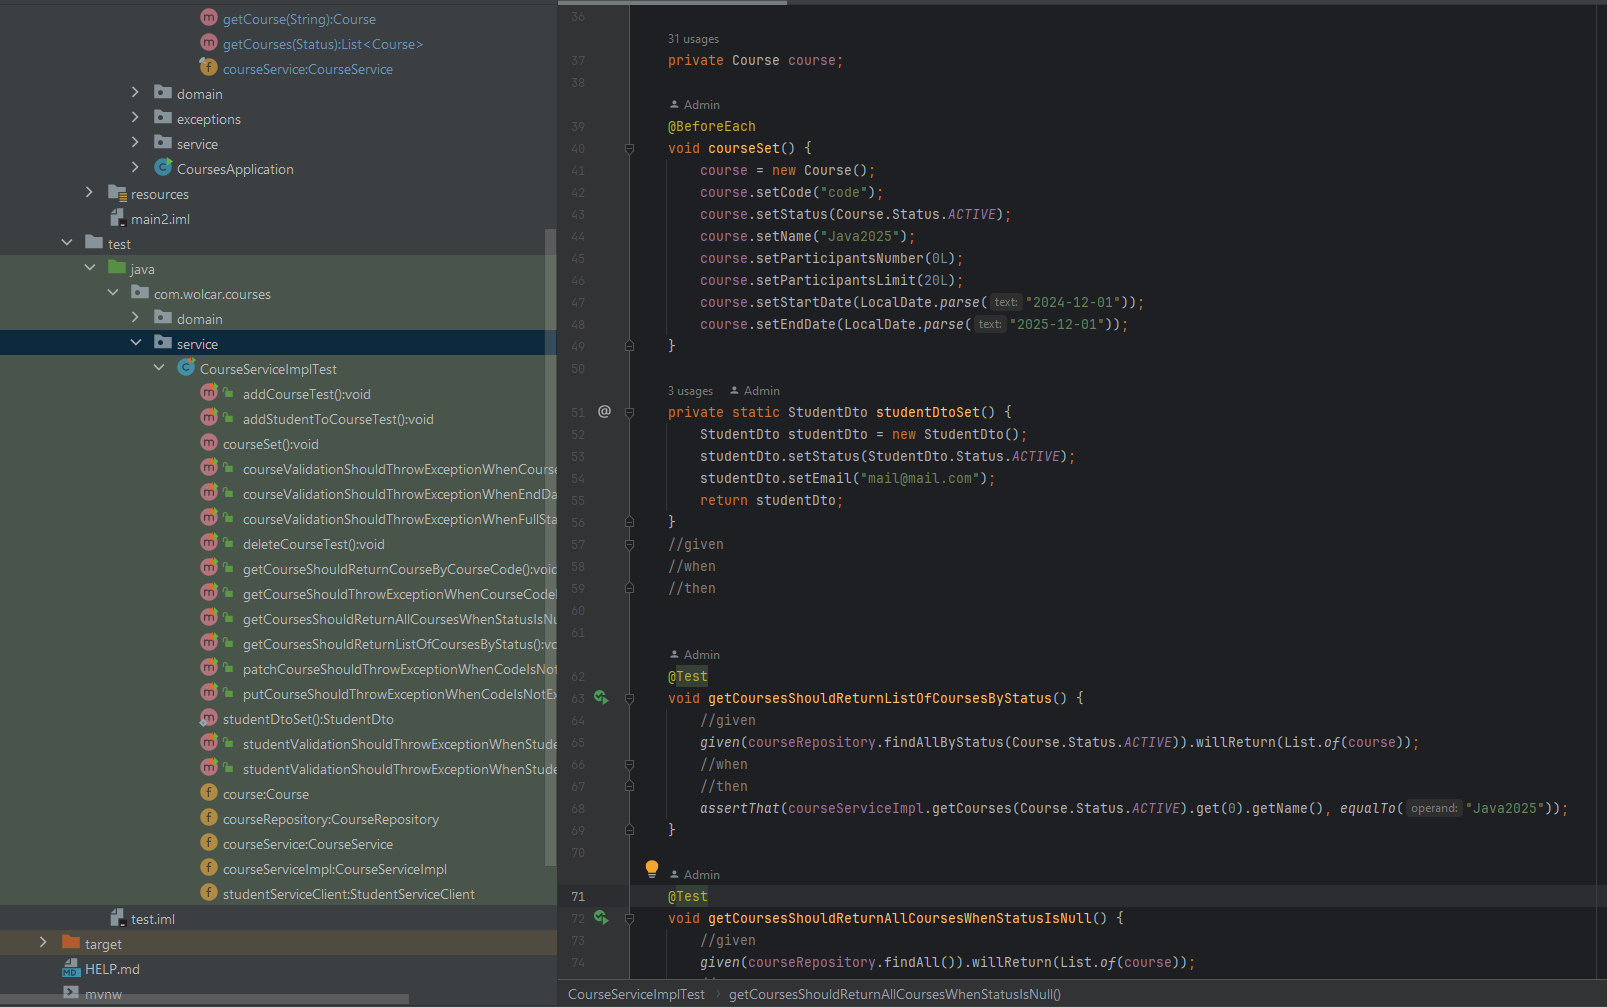 getCourse(String):Course
getCourses(Status):List<Course>
courseService:CourseService
domain
exceptions
service
CoursesApplication
resources
main2.iml
test
java
com.wolcar.courses
domain
service
CourseServiceImplTest
addCourseTest():void
addStudentToCourseTest():void
courseSet():void
courseValidationShouldThrowExceptionWhenCourse
courseValidationShouldThrowExceptionWhenEndDa
courseValidationShouldThrowExceptionWhenFullSta
deleteCourseTest():void
getCourseShouldReturnCourseByCourseCode():void
getCourseShouldThrowExceptionWhenCourseCode
getCoursesShouldReturnAllCoursesWhenStatusIsNu
getCoursesShouldReturnListOfCoursesByStatus():vo
patchCourseShouldThrowExceptionWhenCodeIsNot
putCourseShouldThrowExceptionWhenCodeIsNotEx
studentDtoSet():StudentDto
studentValidationShouldThrowExceptionWhenStude
studentValidationShouldThrowExceptionWhenStude
course:Course
courseRepository:CourseRepository
courseService:CourseService
courseServiceImpl:CourseServiceImpl
studentServiceClient:StudentServiceClient
test.iml
target
HELP.md
mvnw
36
31 usages
37 private Course course;
38
Admin
39 @BeforeEach
40 void courseSet() {
41 course = new Course();
42 course.setCode("code");
43 course.setStatus(Course.Status.ACTIVE);
44 course.setName("Java2025");
45 course.setParticipantsNumber(0L);
46 course.setParticipantsLimit(20L);
47 course.setStartDate(LocalDate.parse( text: "2024-12-01"));
48 course.setEndDate(LocalDate.parse( text: "2025-12-01"));
49 }
50
3 usages Admin
51 @ private static StudentDto studentDtoSet() {
52 StudentDto studentDto = new StudentDto();
53 studentDto.setStatus(StudentDto.Status.ACTIVE);
54 studentDto.setEmail("mail@mail.com");
55 return studentDto;
56 }
57 //given
58 //when
59 //then
60
61
Admin
62 @Test
63 void getCoursesShouldReturnListOfCoursesByStatus() {
64 //given
65 given(courseRepository.findAllByStatus(Course.Status.ACTIVE)).willReturn(List.of(course));
66 //when
67 //then
68 assertThat(courseServiceImpl.getCourses(Course.Status.ACTIVE).get(0).getName(), equalTo( operand: "Java2025"));
69 }
70
Admin
71 @Test
72 void getCoursesShouldReturnAllCoursesWhenStatusIsNull() {
73 //given
74 given(courseRepository.findAll()).willReturn(List.of(course));
CourseServiceImplTest getCoursesShouldReturnAllCoursesWhenStatusIsNull()